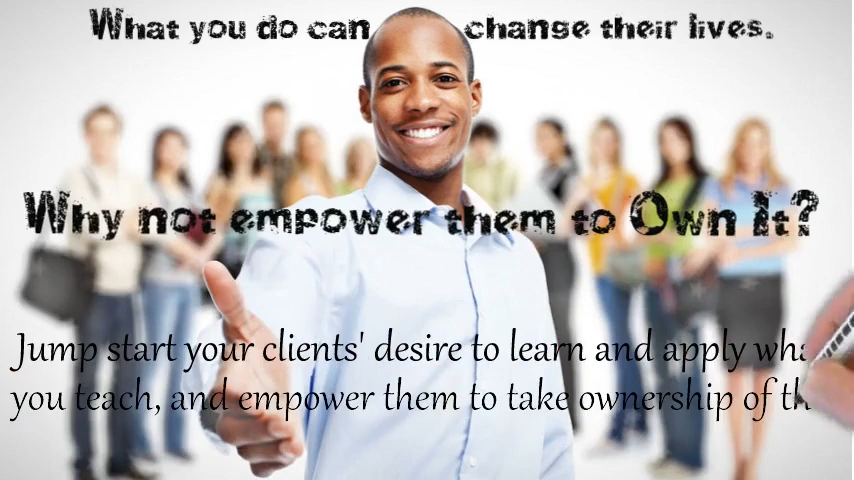 What you do can change their lives.
Why not empower them to Own It?
Jump start your clients' desire to learn and apply
you teach, and empower them to take ownership of